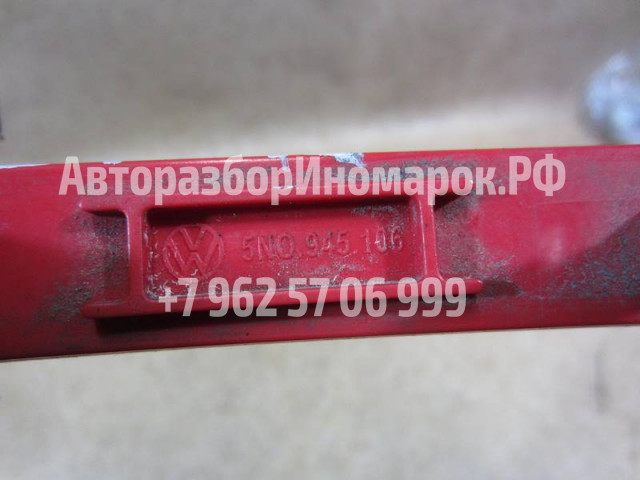 АвторазборИномарок.РФ
5N0.945.106
+7 962 57 06 999